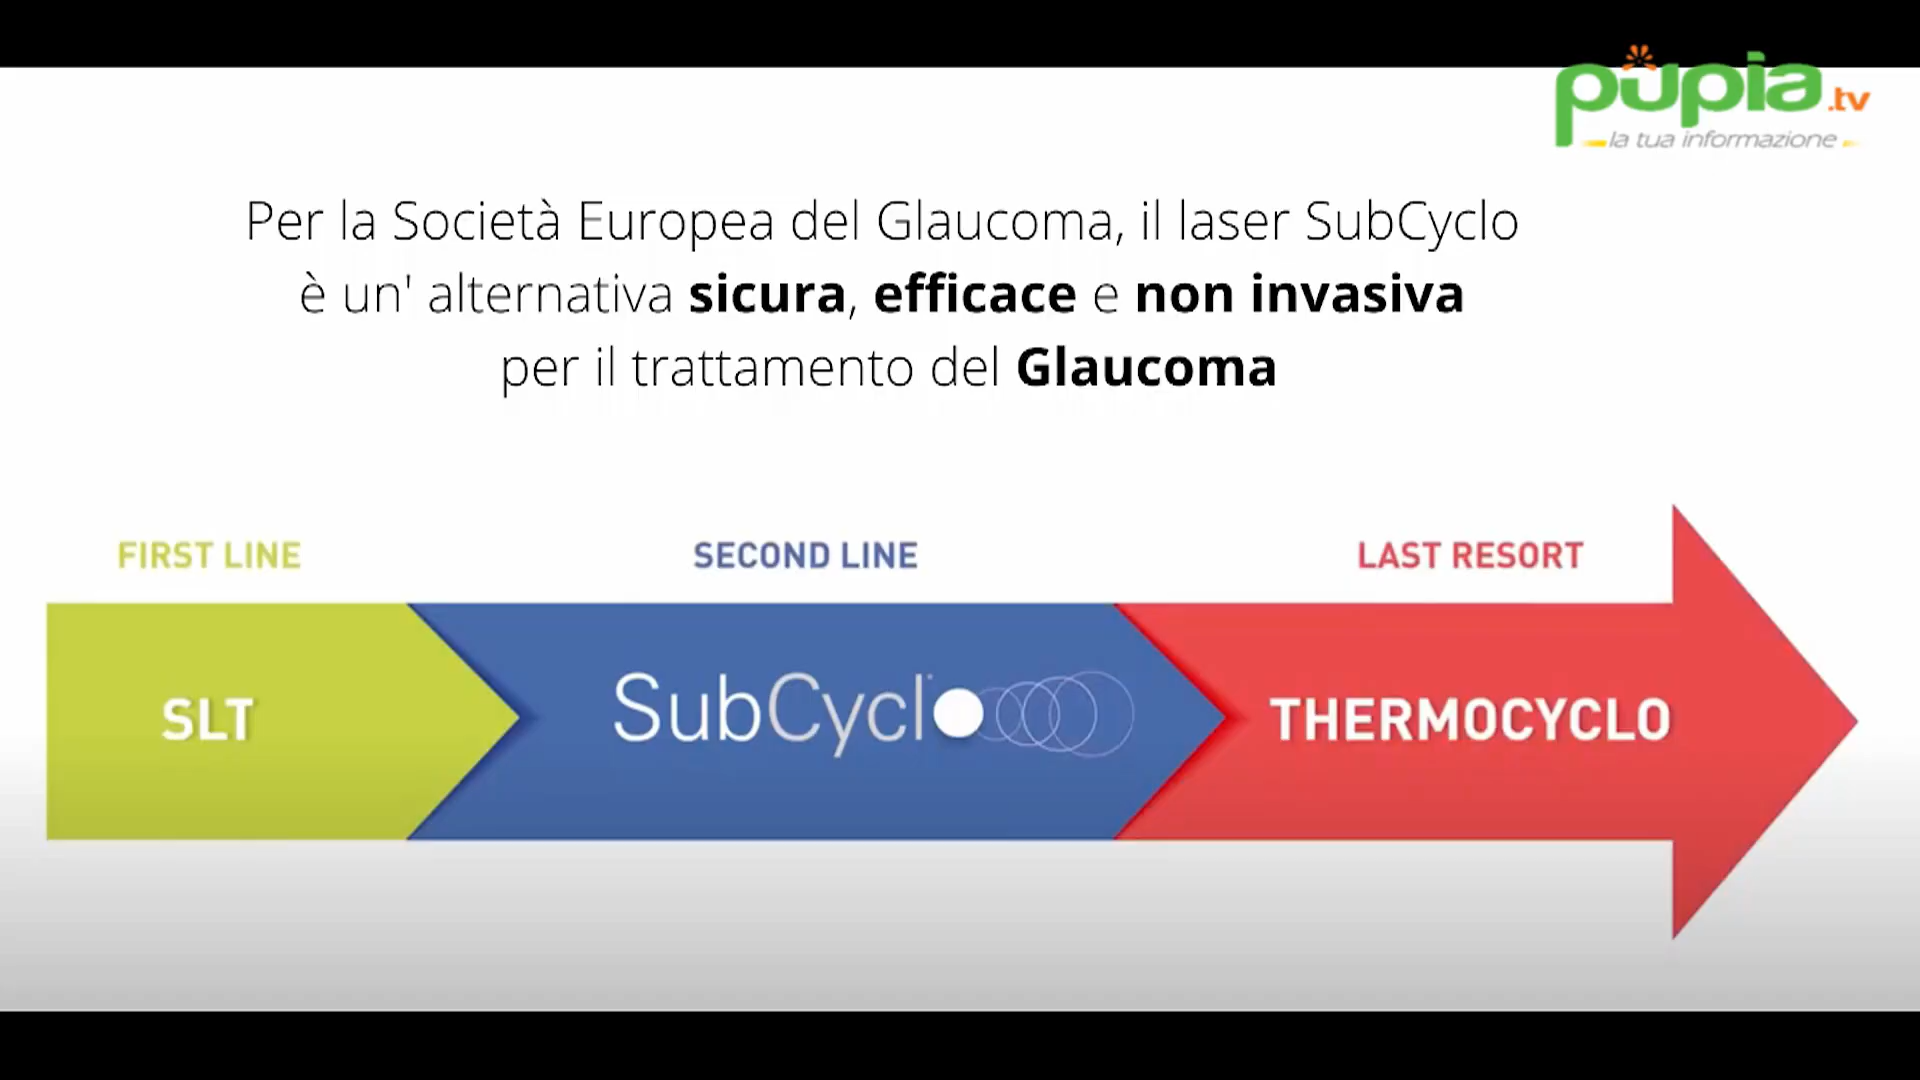 pupia.tv
la tua informazione
Per la Società Europea del Glaucoma, il laser SubCyclo
è un' alternativa sicura, efficace e non invasiva
per il trattamento del Glaucoma
FIRST LINE
SECOND LINE
LAST RESORT
SLT
SubCyclo
THERMOCYCLO